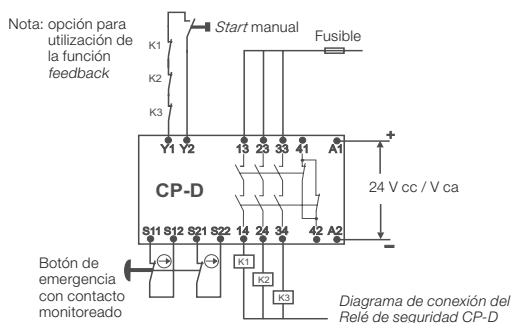 Nota: opción para
utilización de
la función
feedback
Start manual
Fusible
K1
K2
K3
Y1 Y2 13 23 33 41 A1
+
CP-D
24 V cc / V ca
S11 S12 S21 S22 14 24 34 42 A2
–
K1
K2
K3
Botón de
emergencia
con contacto
monitoreado
Diagrama de conexión del
Relé de seguridad CP-D